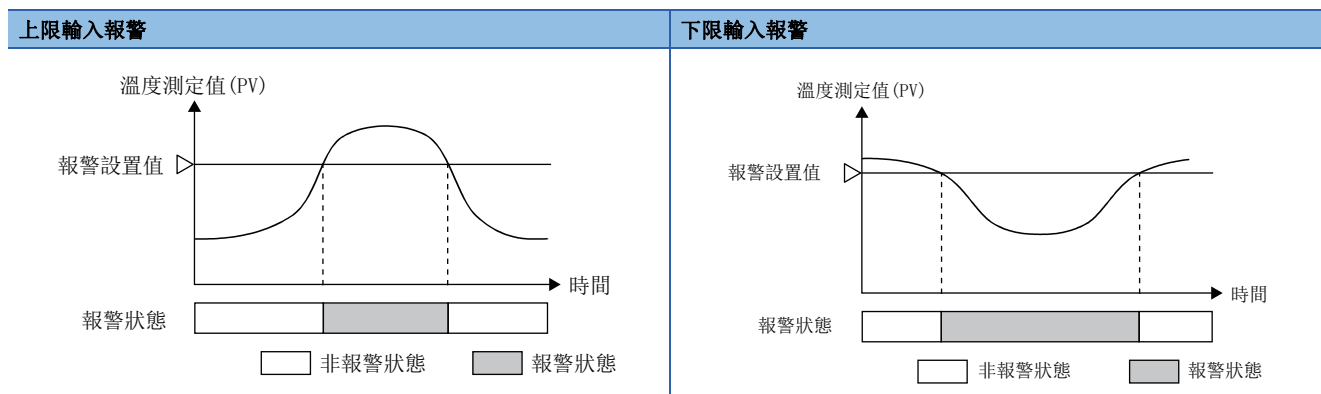 上限輸入報警
溫度測定值(PV)
報警設置值
時間
報警狀態
非報警狀態
報警狀態
下限輸入報警
溫度測定值(PV)
報警設置值
時間
報警狀態
非報警狀態
報警狀態